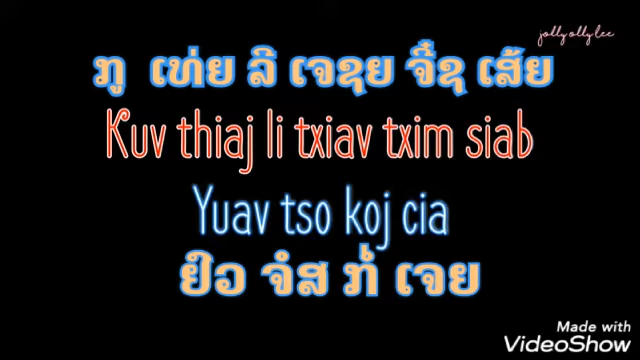 jolly olly lee
ກູ ເທ່ຍ ລິ ເຈຊຍ ຈິ໊ຊ ເສ້ຍ
Kuv thiaj li txiav txim siab
Yuav tso koj cia
ຢົວ ຈໍສ ກໍ່ ເຈຍ
Made with
VideoShow